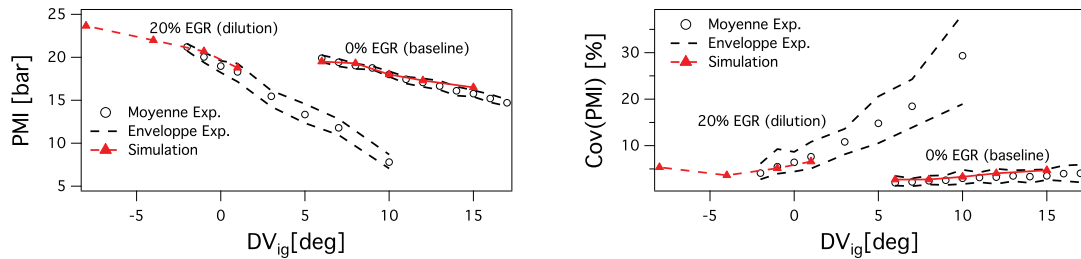 25
20
15
10
5
PMI [bar]
20% EGR (dilution)
0% EGR (baseline)
Moyenne Exp.
Enveloppe Exp.
Simulation
-5
0
5
10
15
DVig[deg]
30
20
10
Cov(PMI) [%]
Moyenne Exp.
Enveloppe Exp.
Simulation
20% EGR (dilution)
0% EGR (baseline)
-5
0
5
10
15
DVig[deg]